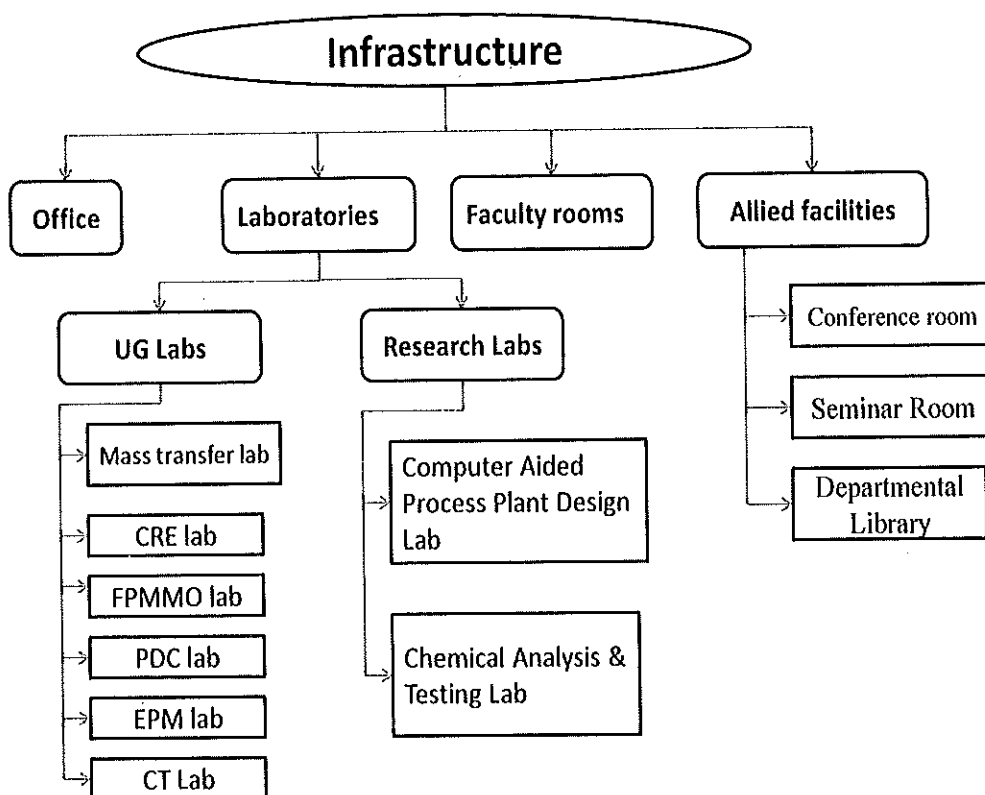 Infrastructure
Office
Laboratories
Faculty rooms
Allied facilities
UG Labs
Research Labs
Conference room
Seminar Room
Departmental
Library
Mass transfer lab
CRE lab
FPMMO lab
PDC lab
EPM lab
CT Lab
Computer Aided
Process Plant Design
Lab
Chemical Analysis &
Testing Lab